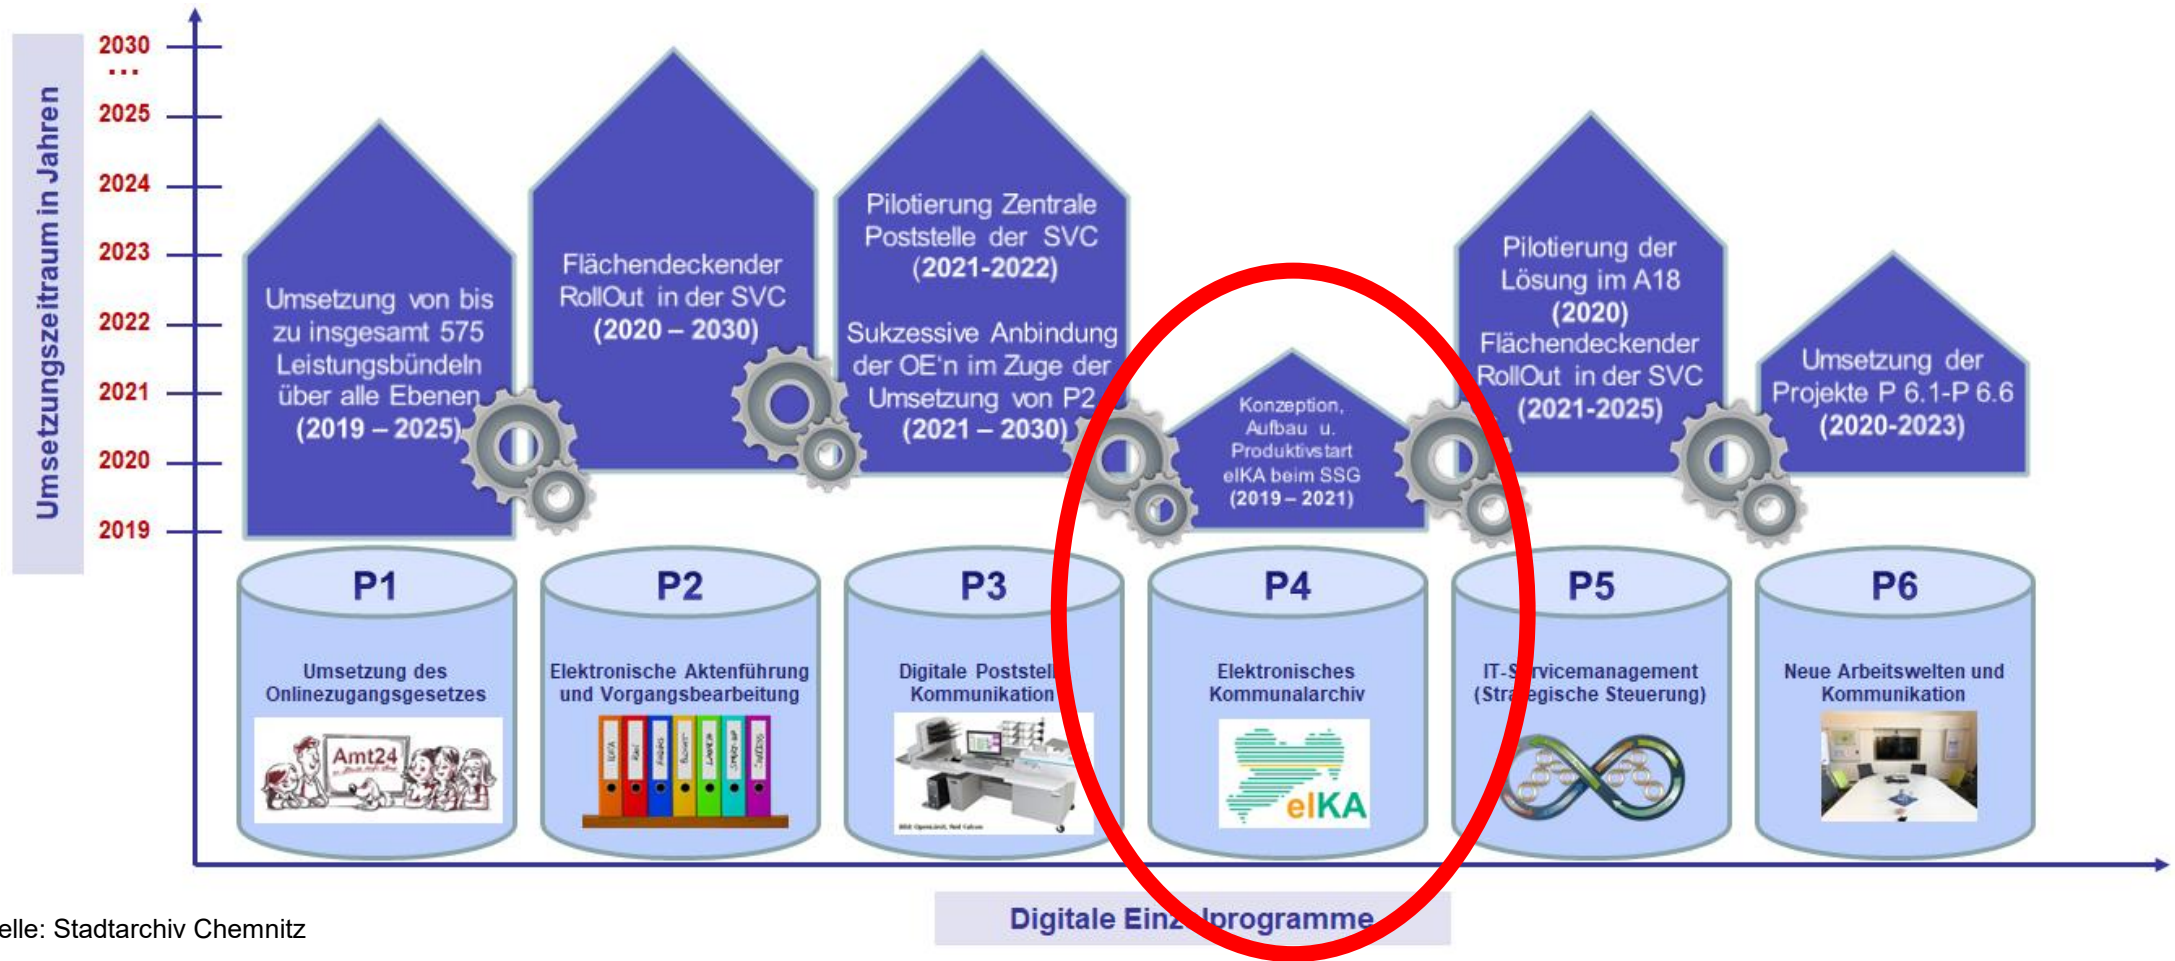 Umsetzungszeitraum in Jahren
2030
...
2025
2024
2023
2022
2021
2020
2019
Umsetzung von bis
zu insgesamt 575
Leistungsbündeln
über alle Ebenen
(2019 – 2025)
Flächendeckender
RollOut in der SVC
(2020 – 2030)
Pilotierung Zentrale
Poststelle der SVC
(2021-2022)
Sukzessive Anbindung
der OE'n im Zuge der
Umsetzung von P2
(2021 – 2030)
Konzeption,
Aufbau u.
Produktivstart
elKA beim SSG
(2019 – 2021)
Pilotierung der
Lösung im A18
(2020)
Flächendeckender
RollOut in der SVC
(2021-2025)
Umsetzung der
Projekte P 6.1-P 6.6
(2020-2023)
P1
Umsetzung des
Onlinezugangsgesetzes
Amt24
P2
Elektronische Aktenführung
und Vorgangsbearbeitung
P3
Digitale Postst
Kommunikation
P4
Elektronisches
Kommunalarchiv
elKA
P5
IT-S rvicemanagement
(Stra egische Steuerung)
P6
Neue Arbeitswelten und
Kommunikation
Digitale Einz lprogramme
elle: Stadtarchiv Chemnitz